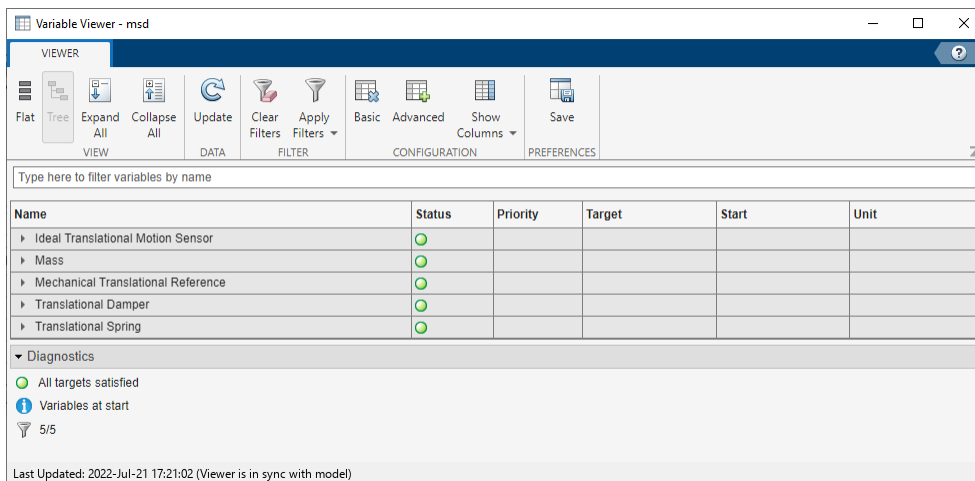 Variable Viewer - msd
VIEWER
?
Flat
Tree
Expand
All
Collapse
All
Update
Clear
Filters
Apply
Filters
Basic
Advanced
Show
Columns
Save
VIEW
DATA
FILTER
CONFIGURATION
PREFERENCES
Type here to filter variables by name
Name Status Priority Target Start Unit
Ideal Translational Motion Sensor
Mass
Mechanical Translational Reference
Translational Damper
Translational Spring
Diagnostics
All targets satisfied
Variables at start
5/5
Last Updated: 2022-Jul-21 17:21:02 (Viewer is in sync with model)